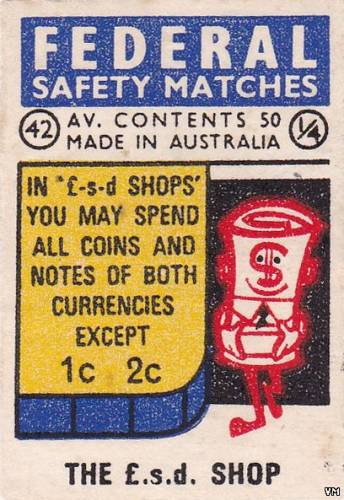 FEDERAL
SAFETY MATCHES
42 AV. CONTENTS 50 1/4
MADE IN AUSTRALIA
IN "£-s-d SHOPS'
YOU MAY SPEND
ALL COINS AND
NOTES OF BOTH
CURRENCIES
EXCEPT
1c 2c
$
THE £.s.d. SHOP
VM